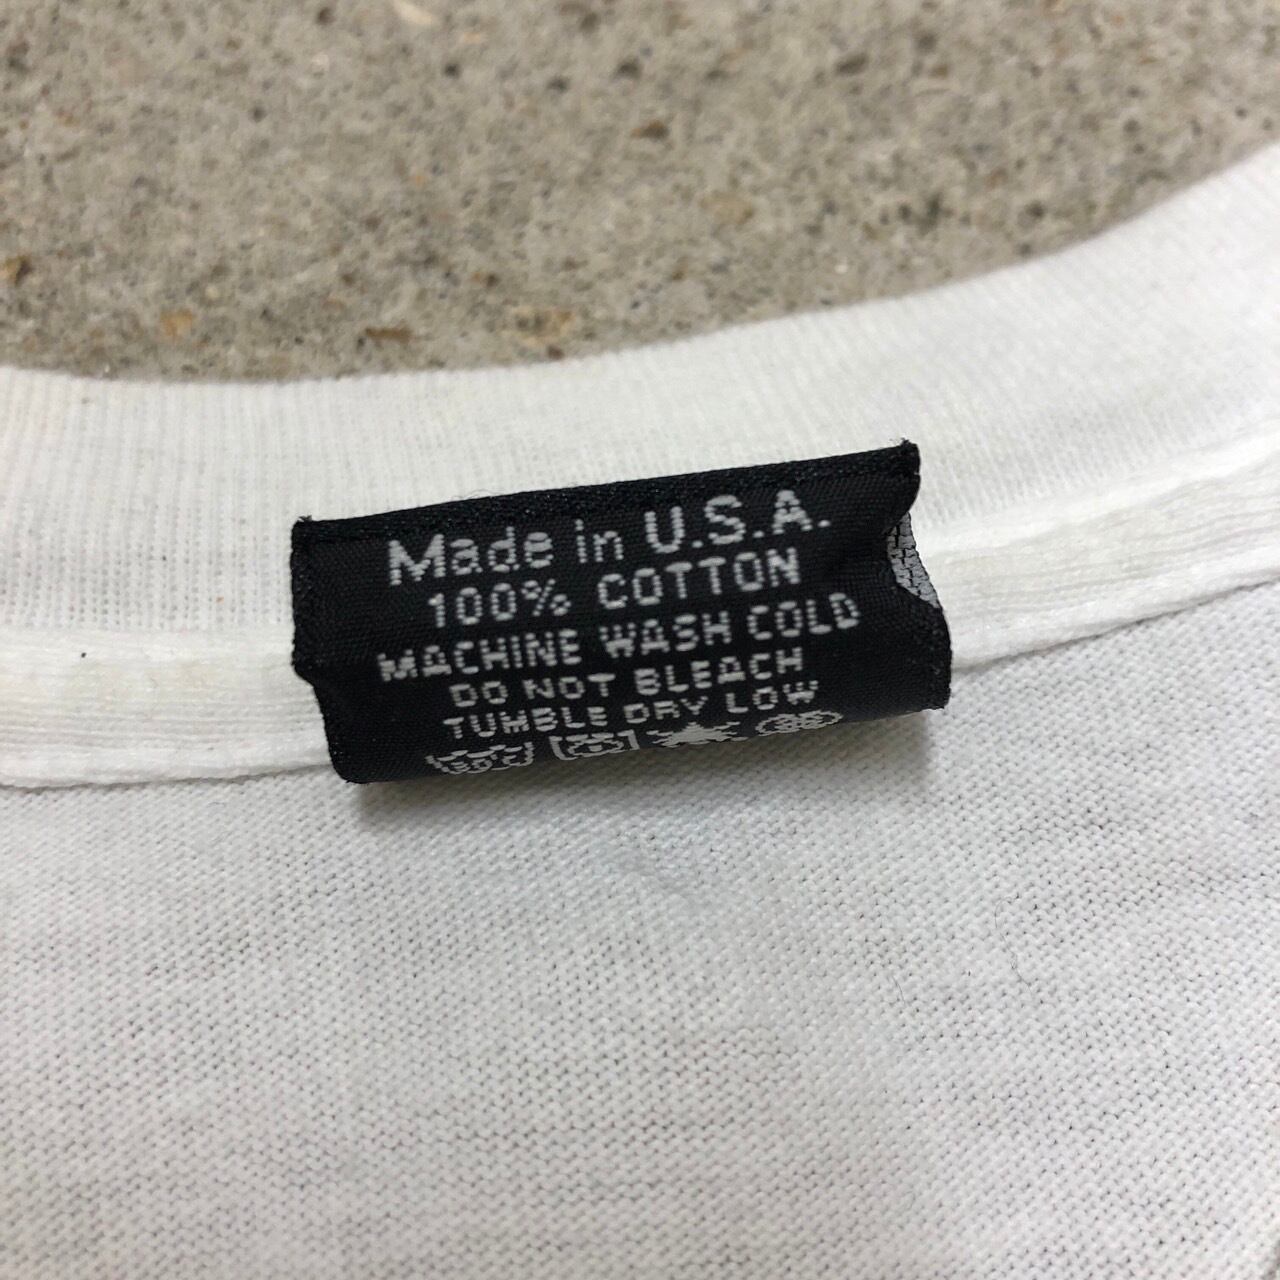 Made in U.S.A.
100% COTTON
MACHINE WASH COLD
DO NOT BLEACH
TUMBLE DRY LOW